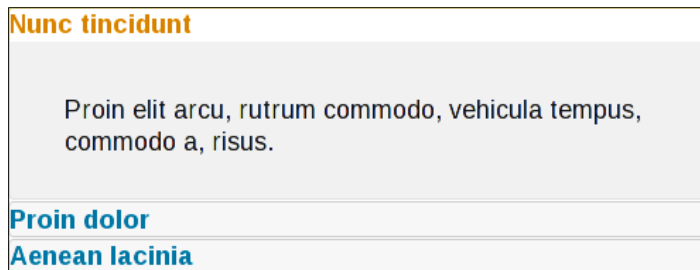 Nunc tincidunt
Proin elit arcu, rutrum commodo, vehicula tempus,
commodo a, risus.
Proin dolor
Aenean lacinia